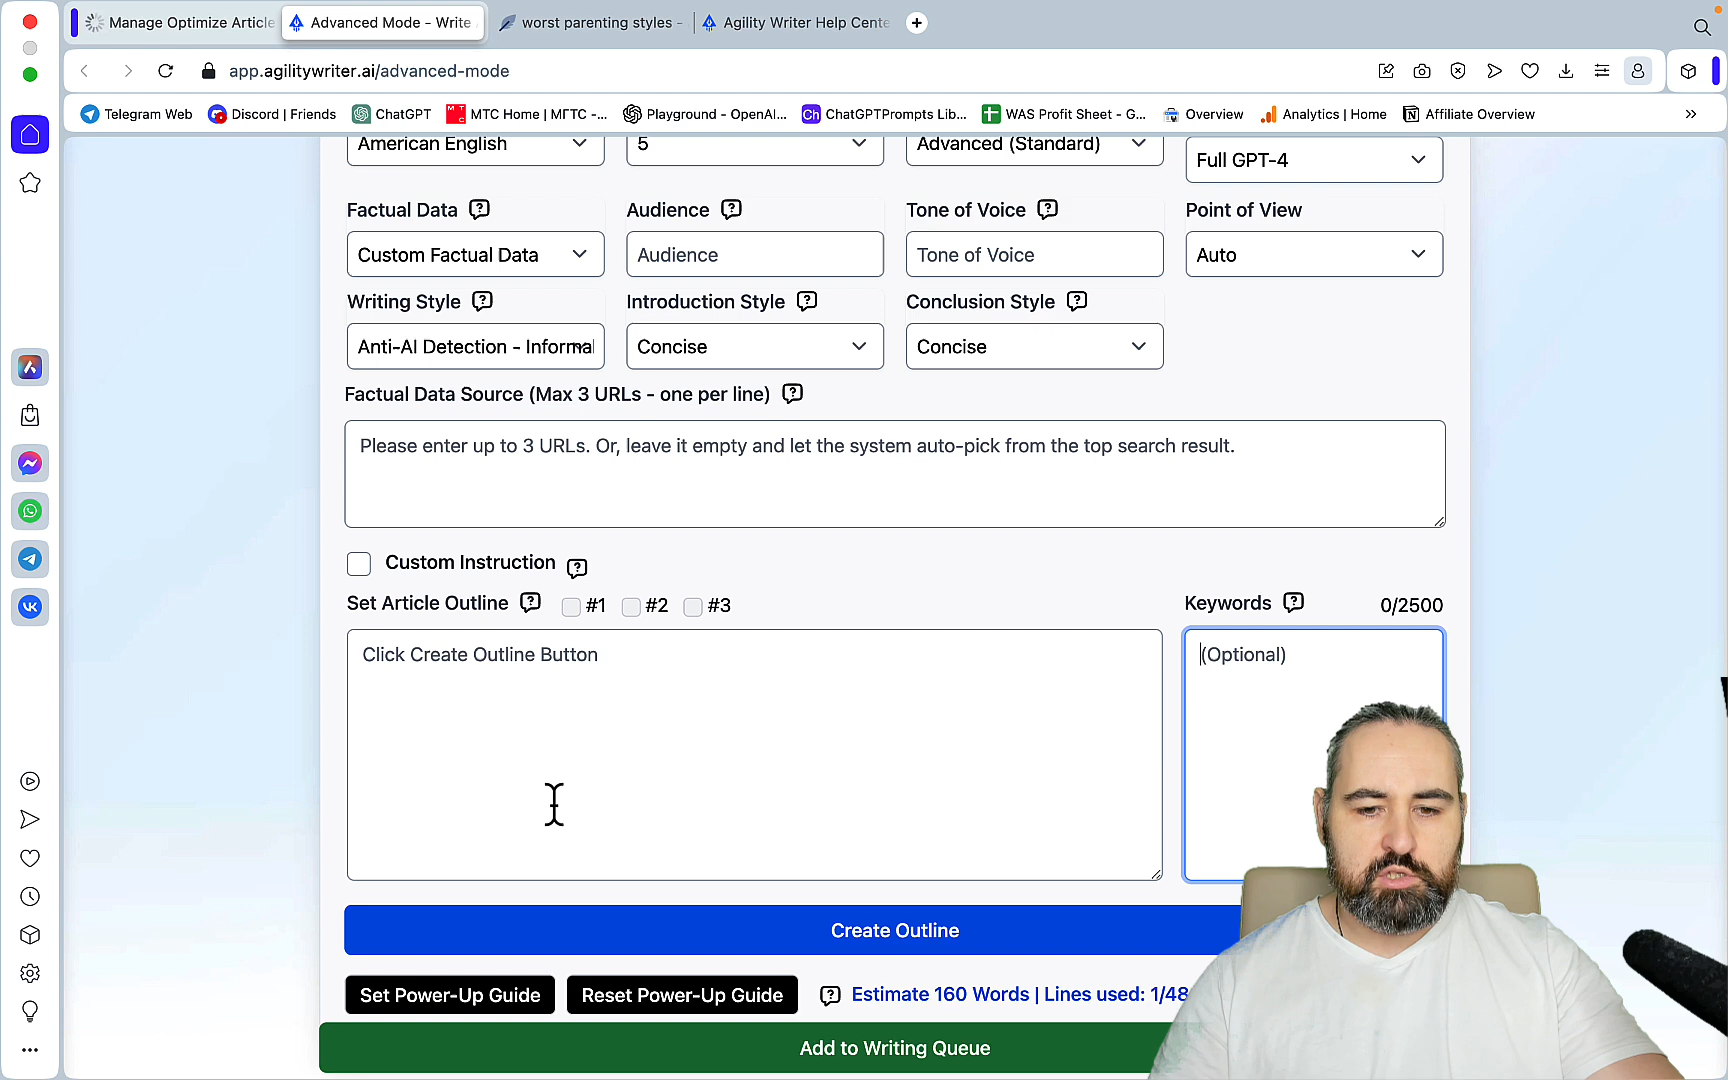 Manage Optimize Article
Advanced Mode - Write
worst parenting styles -
Agility Writer Help Cente
app.agilitywriter.ai/advanced-mode
Telegram Web
Discord | Friends
ChatGPT
MTC
MTC Home | МГТС -...
Playground - OpenAI...
Ch
ChatGPTPrompts Lib...
WAS Profit Sheet - G...
Overview
Analytics | Home
Affiliate Overview
American English
5
Advanced (Standard)
Full GPT-4
Factual Data
Audience
Tone of Voice
Point of View
Custom Factual Data
Audience
Tone of Voice
Auto
Writing Style
Introduction Style
Conclusion Style
Anti-AI Detection - Informal
Concise
Concise
Factual Data Source (Max 3 URLs - one per line)
Please enter up to 3 URLs. Or, leave it empty and let the system auto-pick from the top search result.
Custom Instruction
Set Article Outline
#1
#2
#3
Keywords
0/2500
Click Create Outline Button
(Optional)
Create Outline
Set Power-Up Guide
Reset Power-Up Guide
Estimate 160 Words | Lines used: 1/48
Add to Writing Queue